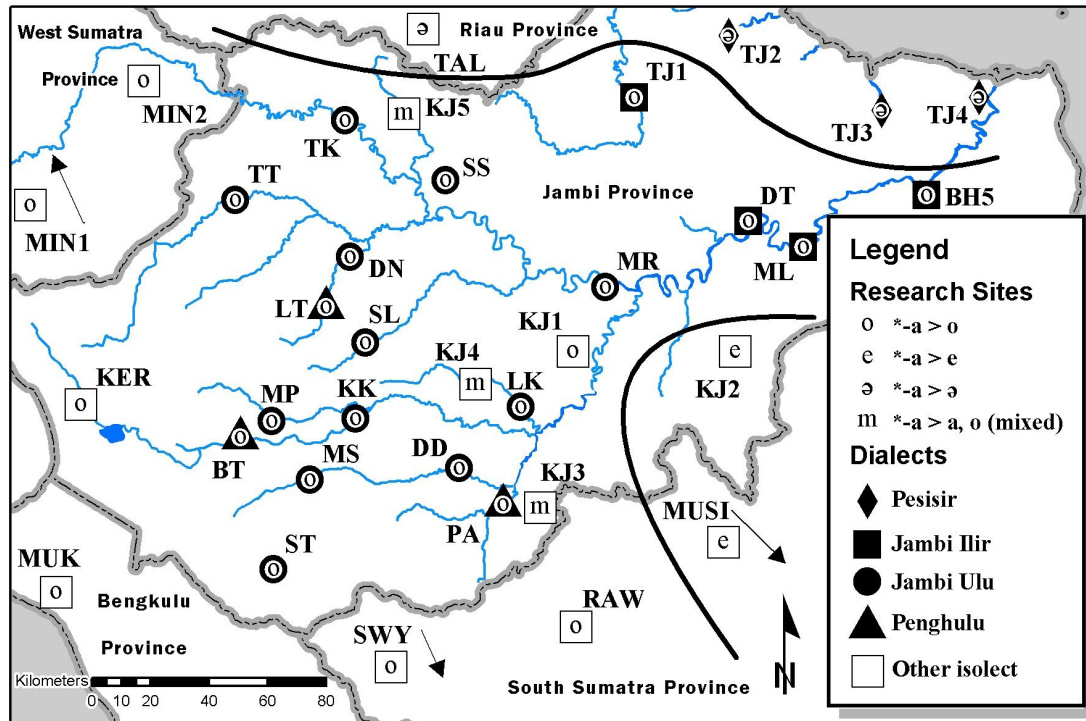 West Sumatra
Province
Riau Province
ə
TAL
o
MIN2
m
KJ5
o
TJ1
ə
TJ2
ə
TJ3
ə
TJ4
o
TK
o
TT
o
SS
Jambi Province
o
MIN1
o
DT
o
ML
o
BH5
o
DN
o
LT
o
SL
o
MR
o
KJ1
e
KJ2
m
KJ4
o
LK
o
KER
o
MP
o
KK
o
BT
o
MS
o
DD
m
KJ3
o
PA
MUSI
e
o
ST
MUK
o
Bengkulu
Province
SWY
o
RAW
o
South Sumatra Province
N
Kilometers
0 10 20 40 60 80
Legend
Research Sites
o *-a > o
e *-a > e
ə *-a > ə
m *-a > a, o (mixed)
Dialects
Pesisir
Jambi Ilir
Jambi Ulu
Penghulu
Other isolect